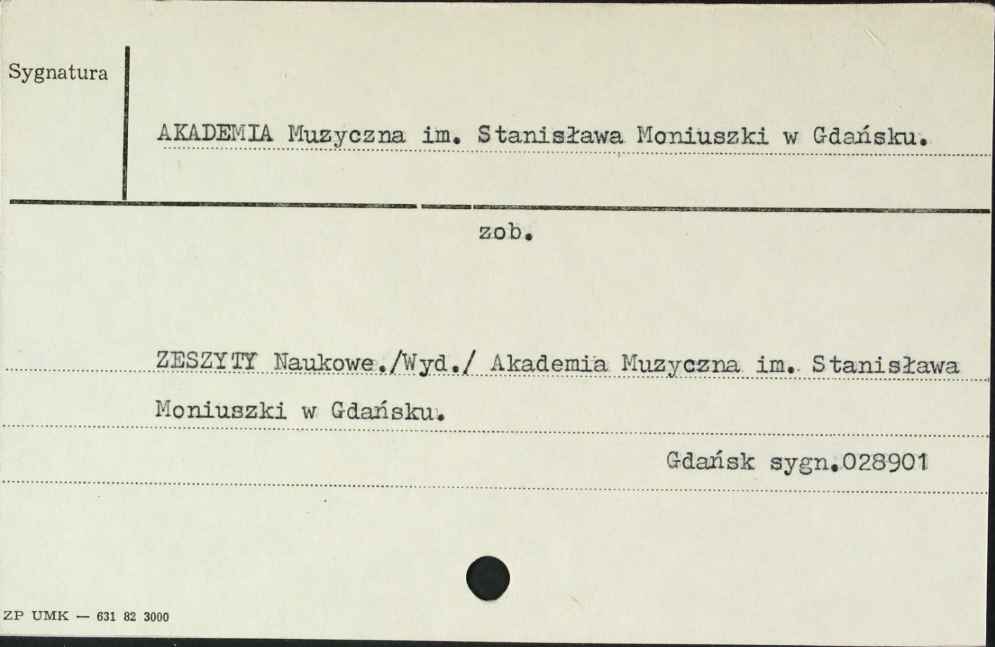 Sygnatura
AKADEMIA Muzyczna im. Stanisława Moniuszki w Gdańsku.
zob.
ZESZYTY Naukowe./Wyd./ Akademia Muzyczna im. Stanisława
Moniuszki w Gdańsku.
Gdańsk sygn.028901
ZP UMK — 631 82 3000